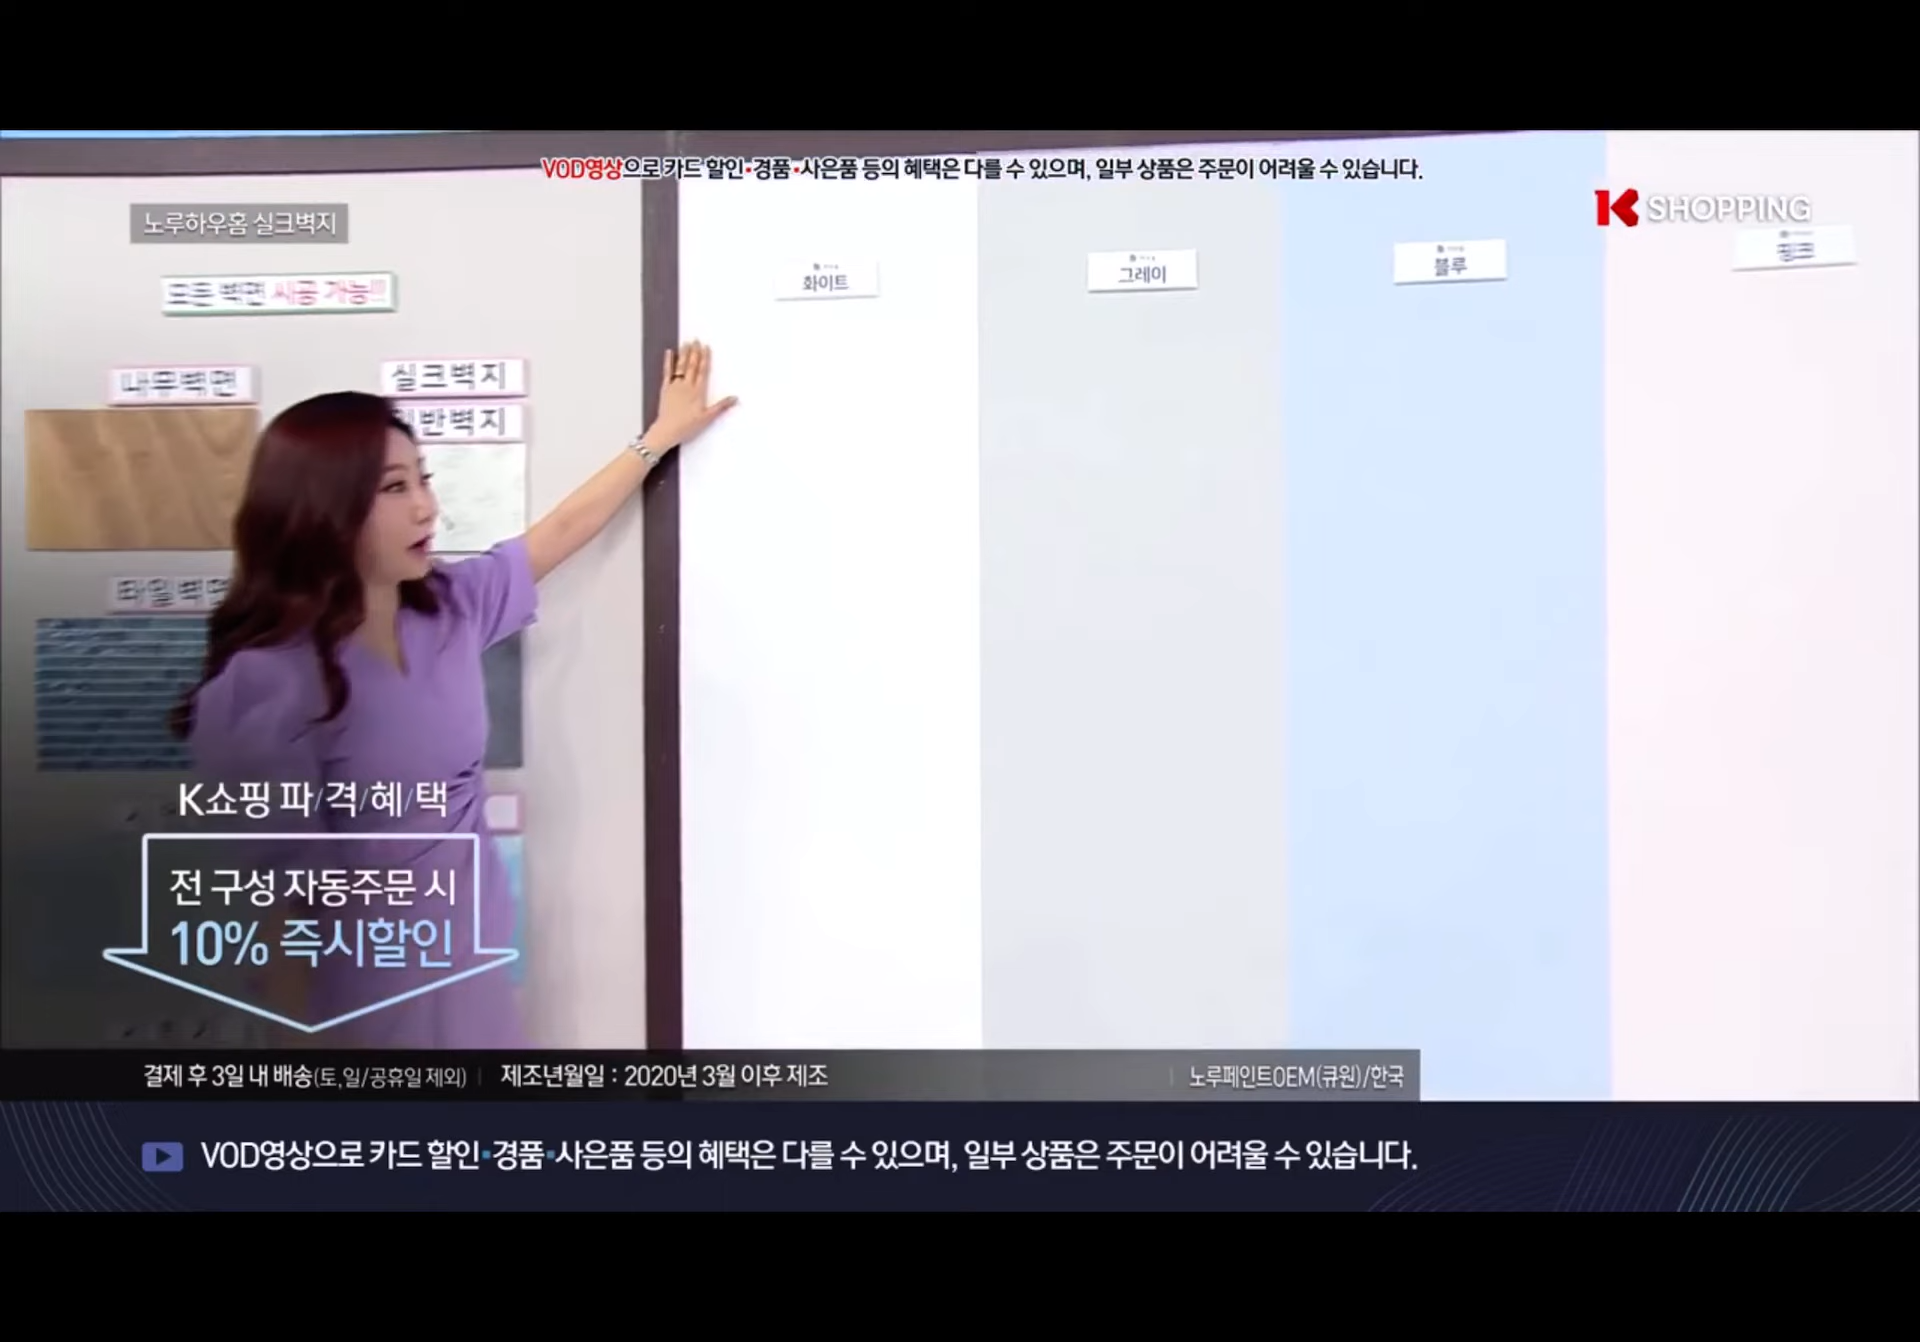 VOD영상으로 카드 할인•경품•사은품 등의 혜택은 다를 수 있으며, 일부 상품은 주문이 어려울 수 있습니다.
K SHOPPING
노루하우홈 실크벽지
모든 벽면 시공 가능!!!
화이트
그레이
블루
핑크
나무벽면
실크벽지
일반벽지
타일벽면
K쇼핑 파/격/혜/택
전 구성 자동주문 시
10% 즉시할인
결제 후 3일 내 배송(토,일/공휴일 제외) | 제조년월일 : 2020년 3월 이후 제조 | 노루페인트OEM(큐원)/한국
VOD영상으로 카드 할인•경품•사은품 등의 혜택은 다를 수 있으며, 일부 상품은 주문이 어려울 수 있습니다.